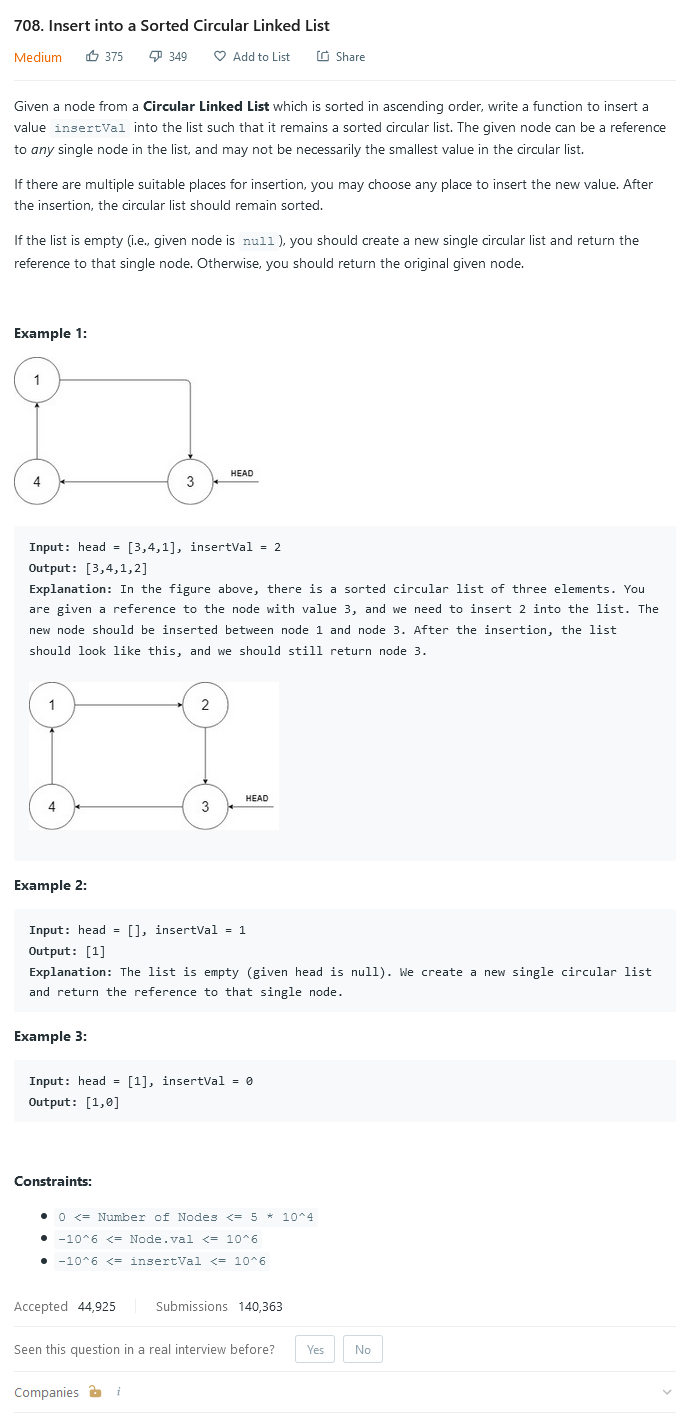 708. Insert into a Sorted Circular Linked List
Medium 375 349 Add to List Share
Given a node from a Circular Linked List which is sorted in ascending order, write a function to insert a
value insertVal into the list such that it remains a sorted circular list. The given node can be a reference
to any single node in the list, and may not be necessarily the smallest value in the circular list.
If there are multiple suitable places for insertion, you may choose any place to insert the new value. After
the insertion, the circular list should remain sorted.
If the list is empty (i.e., given node is null ), you should create a new single circular list and return the
reference to that single node. Otherwise, you should return the original given node.
Example 1:
1
4 3 HEAD
Input: head = [3,4,1], insertVal = 2
Output: [3,4,1,2]
Explanation: In the figure above, there is a sorted circular list of three elements. You
are given a reference to the node with value 3, and we need to insert 2 into the list. The
new node should be inserted between node 1 and node 3. After the insertion, the list
should look like this, and we should still return node 3.
1 2
4 3 HEAD
Example 2:
Input: head = [], insertVal = 1
Output: [1]
Explanation: The list is empty (given head is null). We create a new single circular list
and return the reference to that single node.
Example 3:
Input: head = [1], insertVal = 0
Output: [1,0]
Constraints:
0 <= Number of Nodes <= 5 * 10^4
-10^6 <= Node.val <= 10^6
-10^6 <= insertVal <= 10^6
Accepted 44,925 Submissions 140,363
Seen this question in a real interview before? Yes No
Companies i